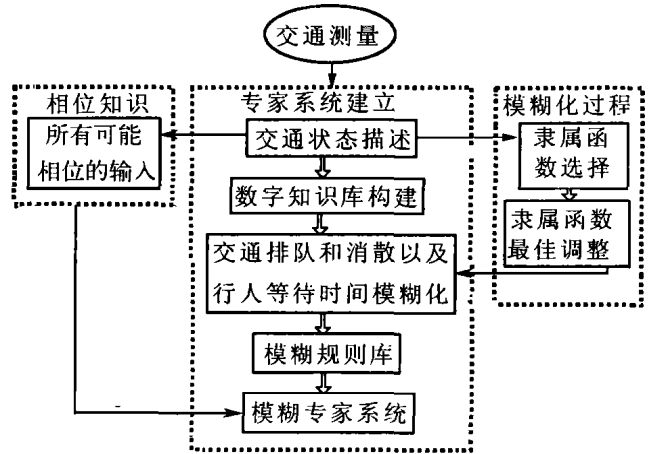 交通测量
相位知识
所有可能
相位的输入
专家系统建立
交通状态描述
数字知识库构建
交通排队和消散以及
行人等待时间模糊化
模糊规则库
模糊专家系统
模糊化过程
隶属函
数选择
隶属函数
最佳调整